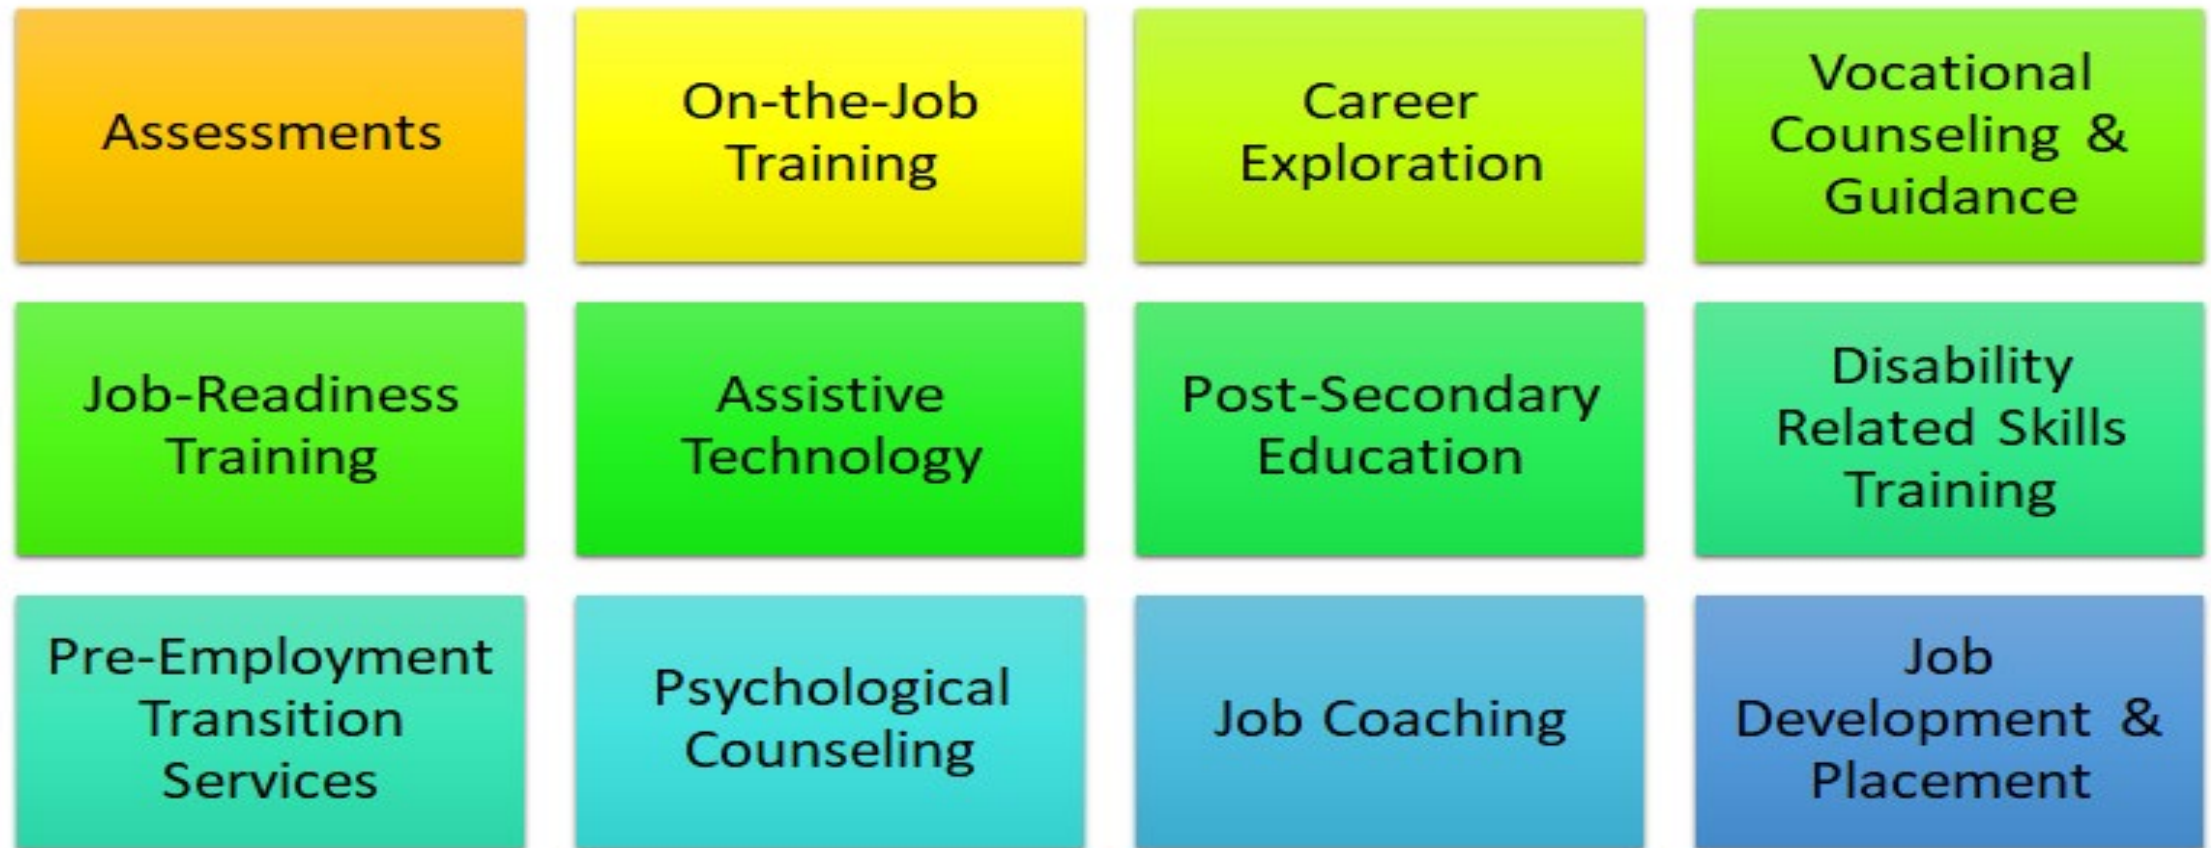 Assessments
On-the-Job
Training
Career
Exploration
Vocational
Counseling &
Guidance
Job-Readiness
Training
Assistive
Technology
Post-Secondary
Education
Disability
Related Skills
Training
Pre-Employment
Transition
Services
Psychological
Counseling
Job Coaching
Job
Development &
Placement